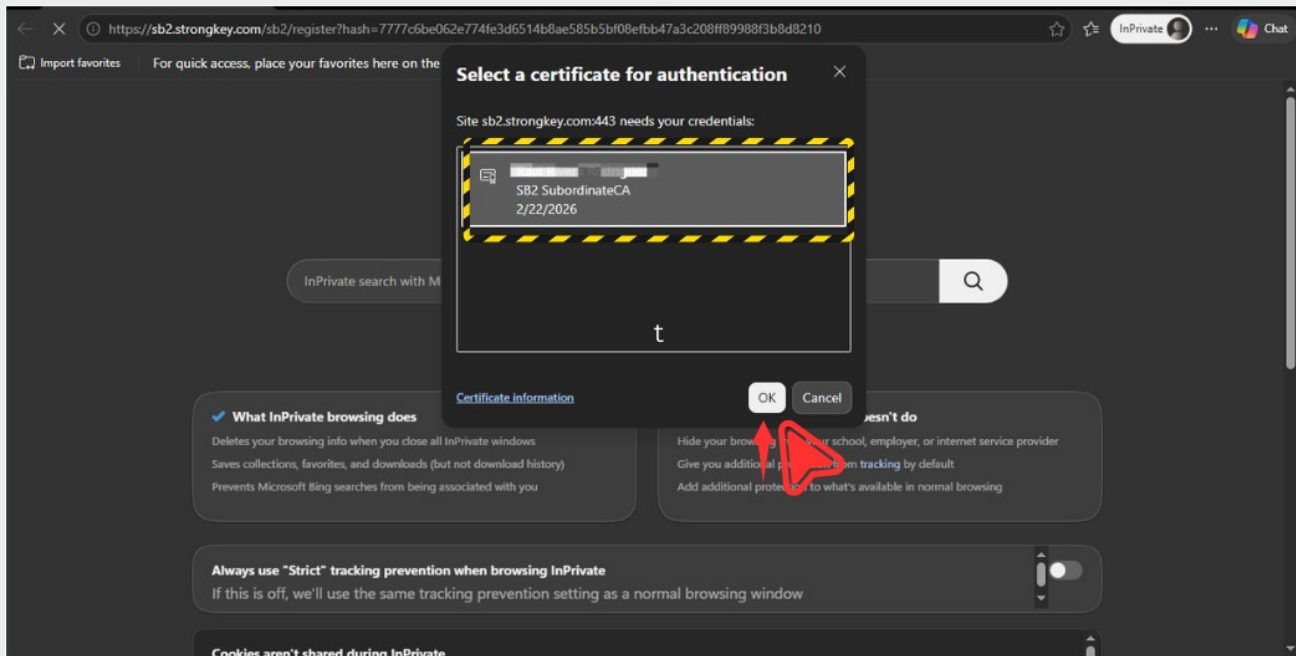 https://sb2.strongkey.com/sb2/register?hash=7777c6be062e774fe3d6514b8ae585b5bf08efbb47a3c208ff89988f3b8d8210
InPrivate
Chat
Import favorites
For quick access, place your favorites here on the
Select a certificate for authentication
Site sb2.strongkey.com:443 needs your credentials:
SB2 SubordinateCA
2/22/2026
InPrivate search with M
t
Certificate information
OK
Cancel
What InPrivate browsing does
Deletes your browsing info when you close all InPrivate windows
Saves collections, favorites, and downloads (but not download history)
Prevents Microsoft Bing searches from being associated with you
esn't do
Hide your school, employer, or internet service provider
Give you additional from tracking by default
Add additional to what's available in normal browsing
Always use "Strict" tracking prevention when browsing InPrivate
If this is off, we'll use the same tracking prevention setting as a normal browsing window
Cookies aren't shared during InPrivate